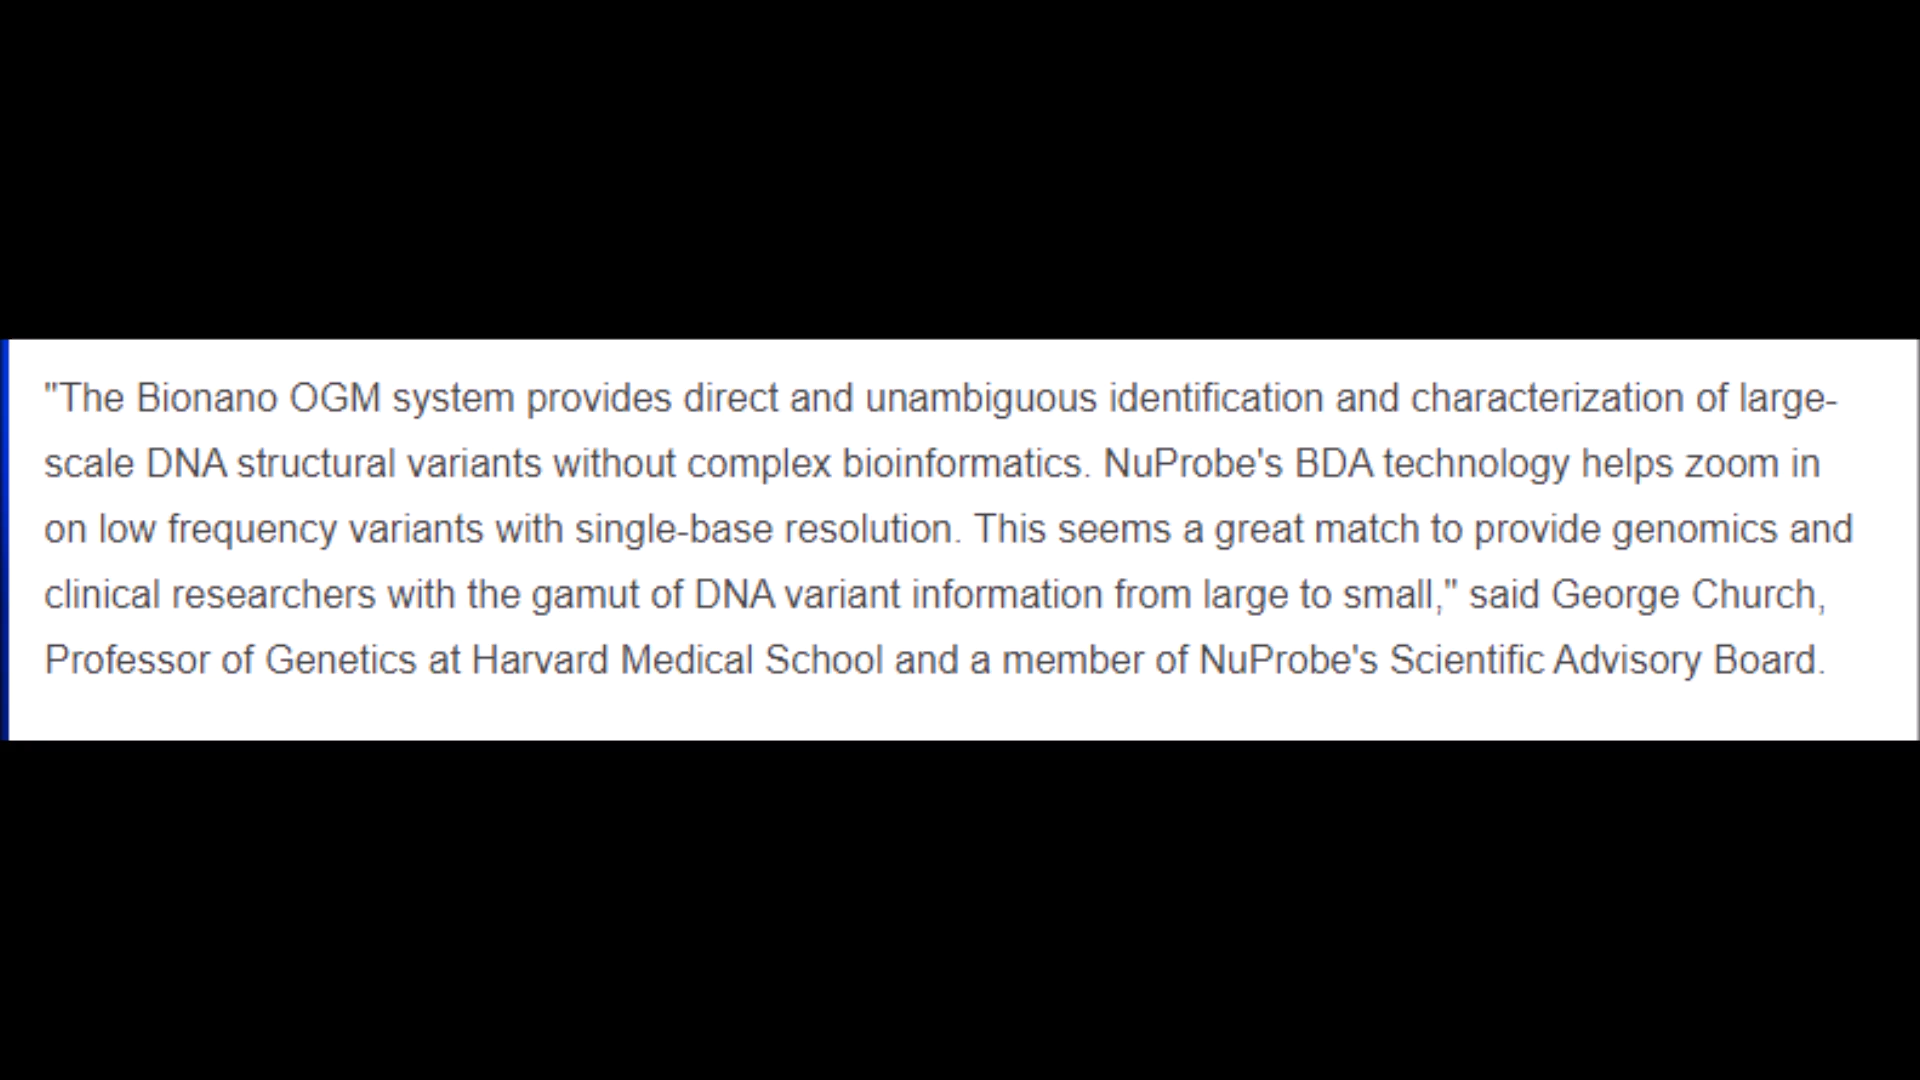 "The Bionano OGM system provides direct and unambiguous identification and characterization of large-
scale DNA structural variants without complex bioinformatics. NuProbe's BDA technology helps zoom in
on low frequency variants with single-base resolution. This seems a great match to provide genomics and
clinical researchers with the gamut of DNA variant information from large to small," said George Church,
Professor of Genetics at Harvard Medical School and a member of NuProbe's Scientific Advisory Board.